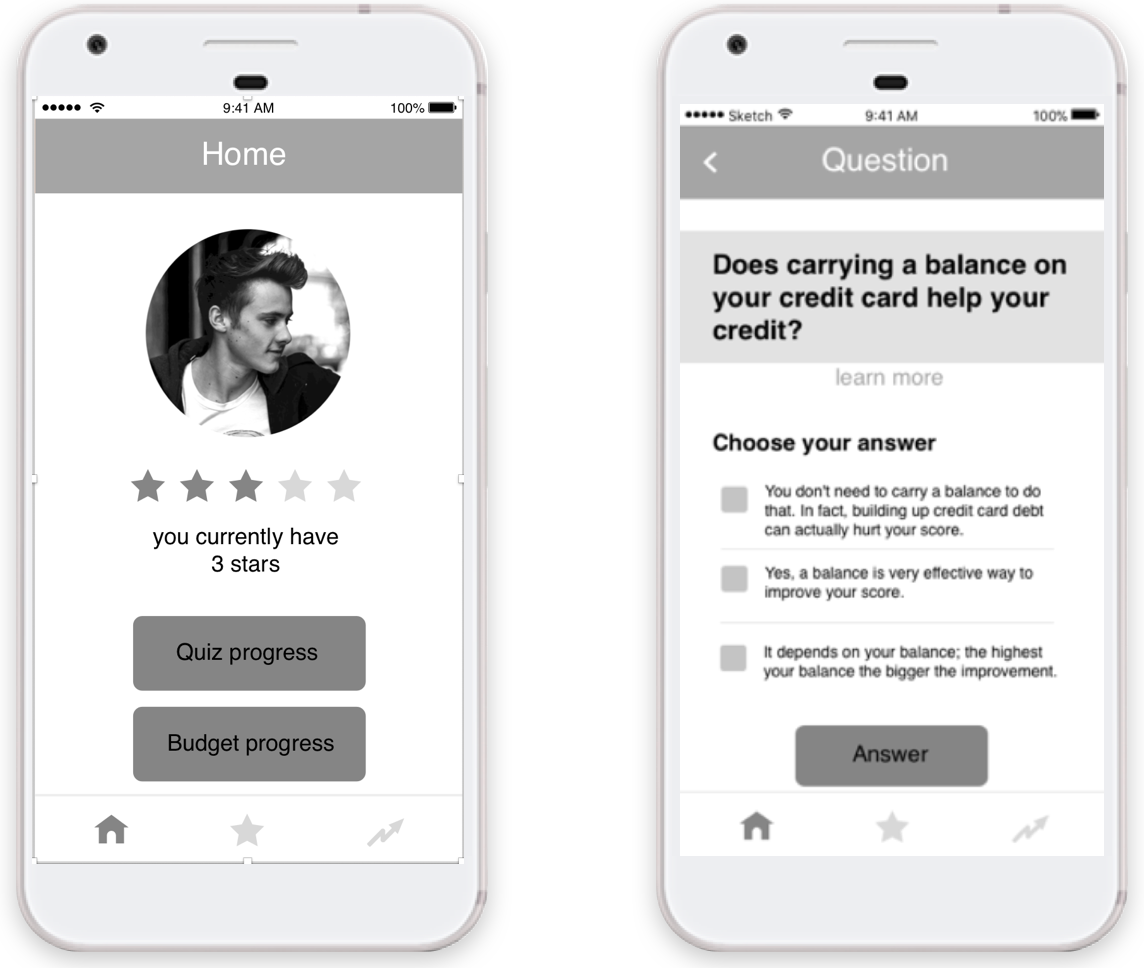 9:41 AM
100%
Home
you currently have
3 stars
Quiz progress
Budget progress
Sketch
9:41 AM
100%
Question
Does carrying a balance on
your credit card help your
credit?
learn more
Choose your answer
You don't need to carry a balance to do
that. In fact, building up credit card debt
can actually hurt your score.
Yes, a balance is very effective way to
improve your score.
It depends on your balance; the highest
your balance the bigger the improvement.
Answer